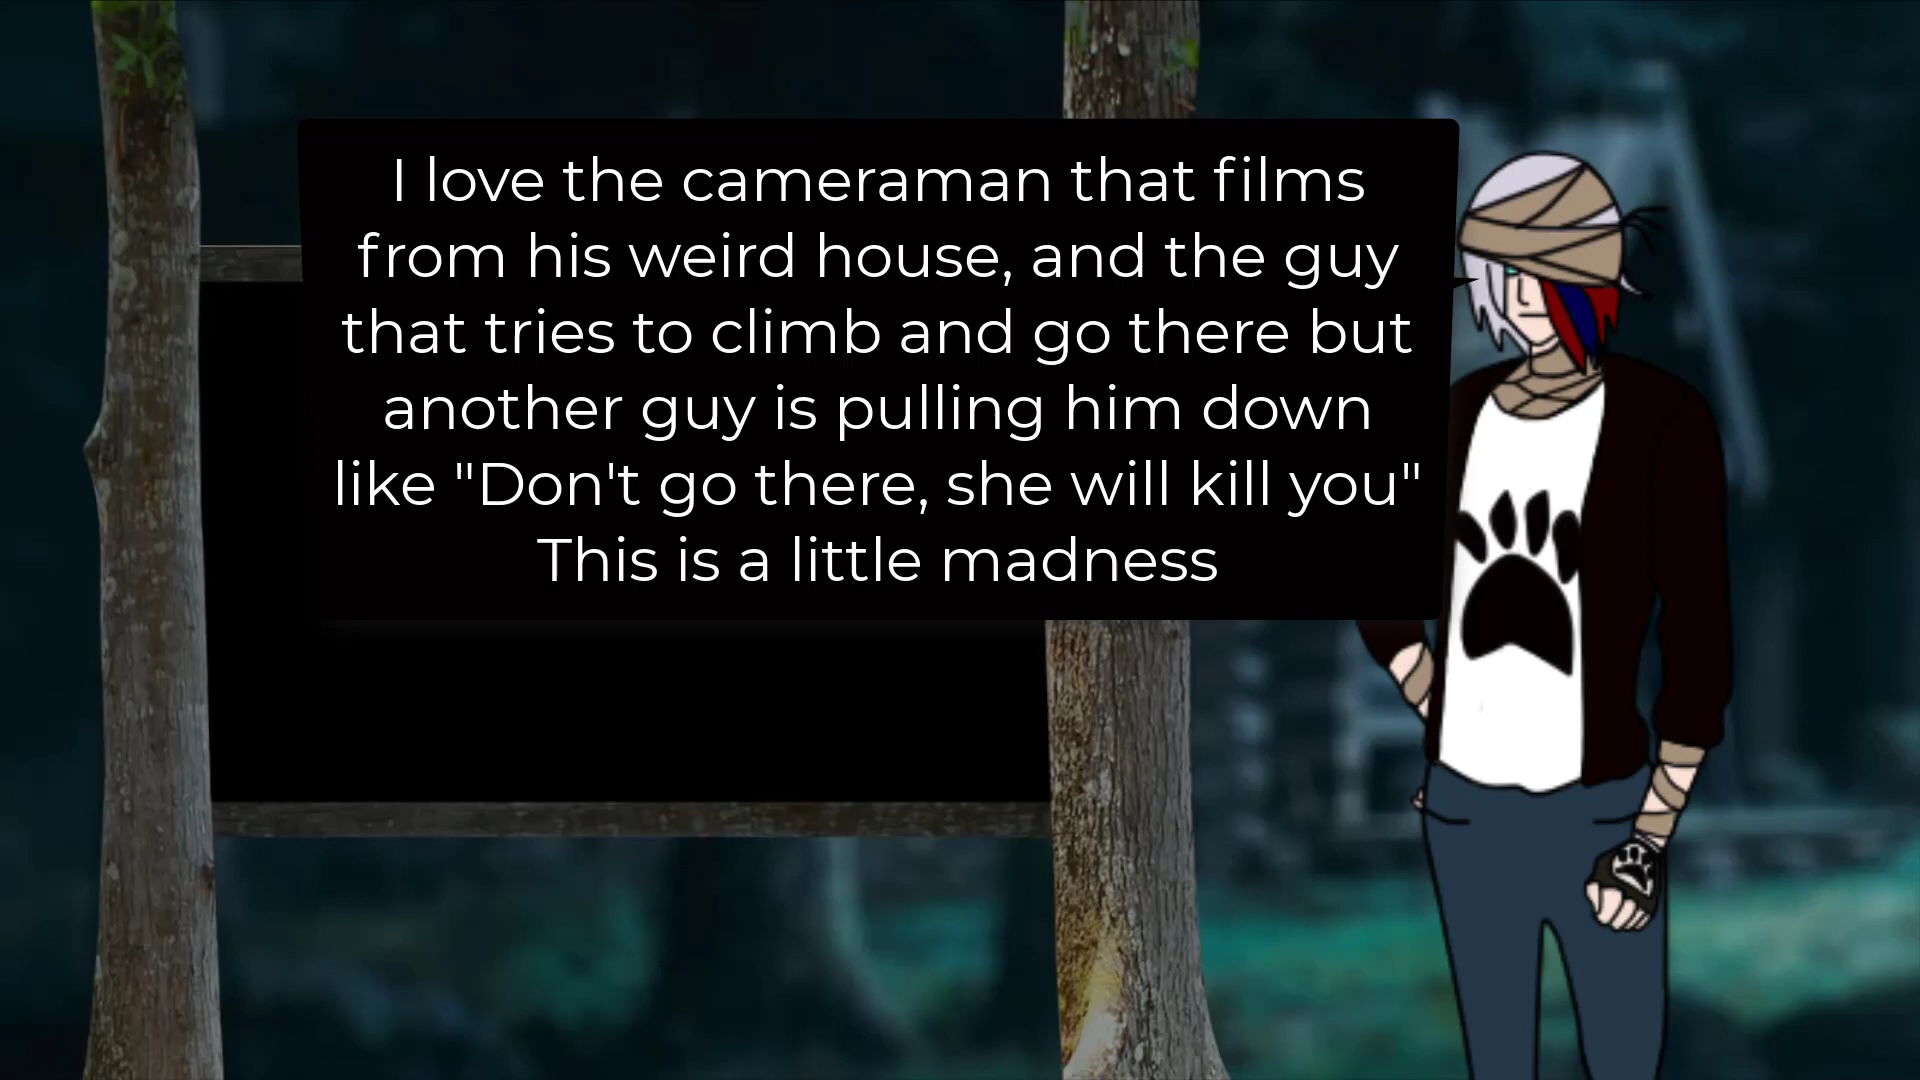 I love the cameraman that films
from his weird house, and the guy
that tries to climb and go there but
another guy is pulling him down
like "Don't go there, she will kill you"
This is a little madness